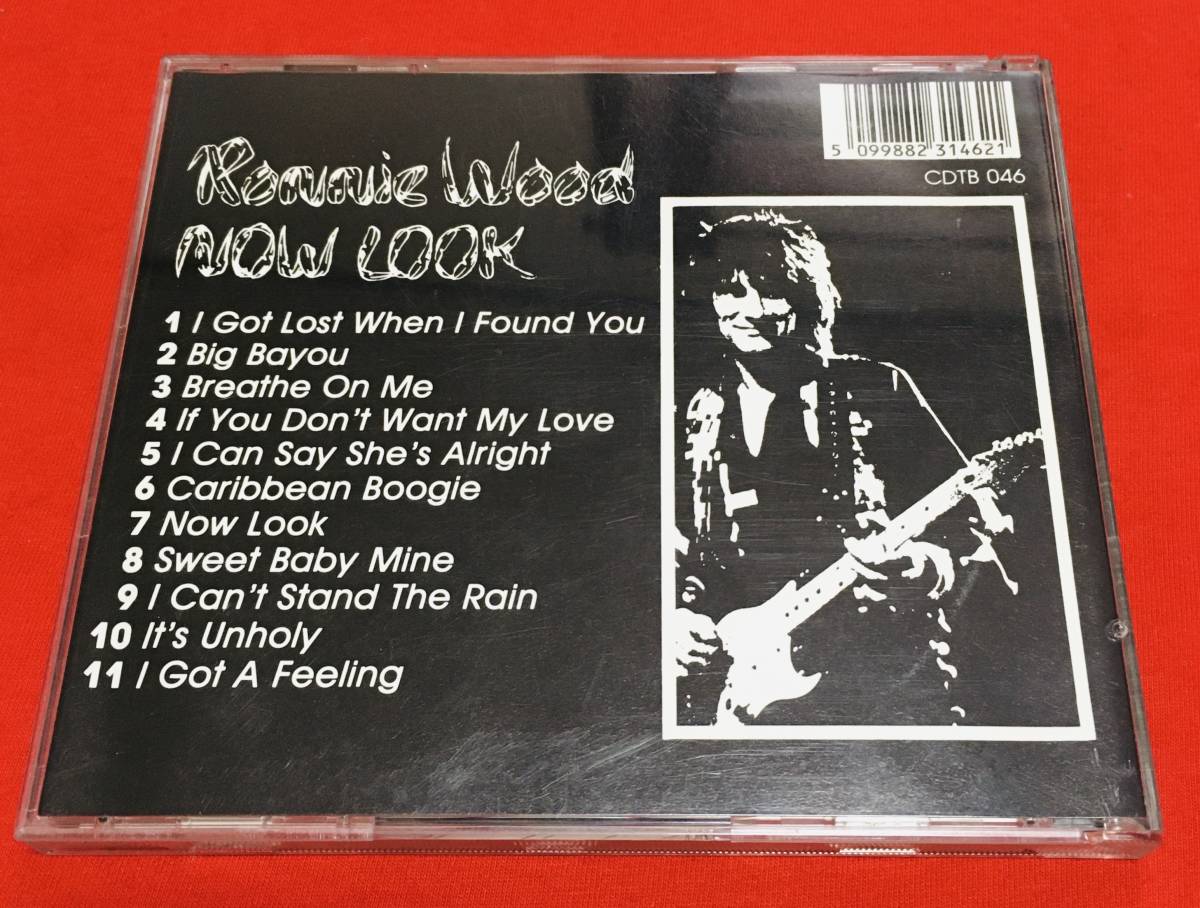 5 099882 314621
CDTB 046
Ronnie Wood
NOW LOOK
1 I Got Lost When I Found You
2 Big Bayou
3 Breathe On Me
4 If You Don't Want My Love
5 I Can Say She's Alright
6 Caribbean Boogie
7 Now Look
8 Sweet Baby Mine
9 I Can't Stand The Rain
10 It's Unholy
11 I Got A Feeling